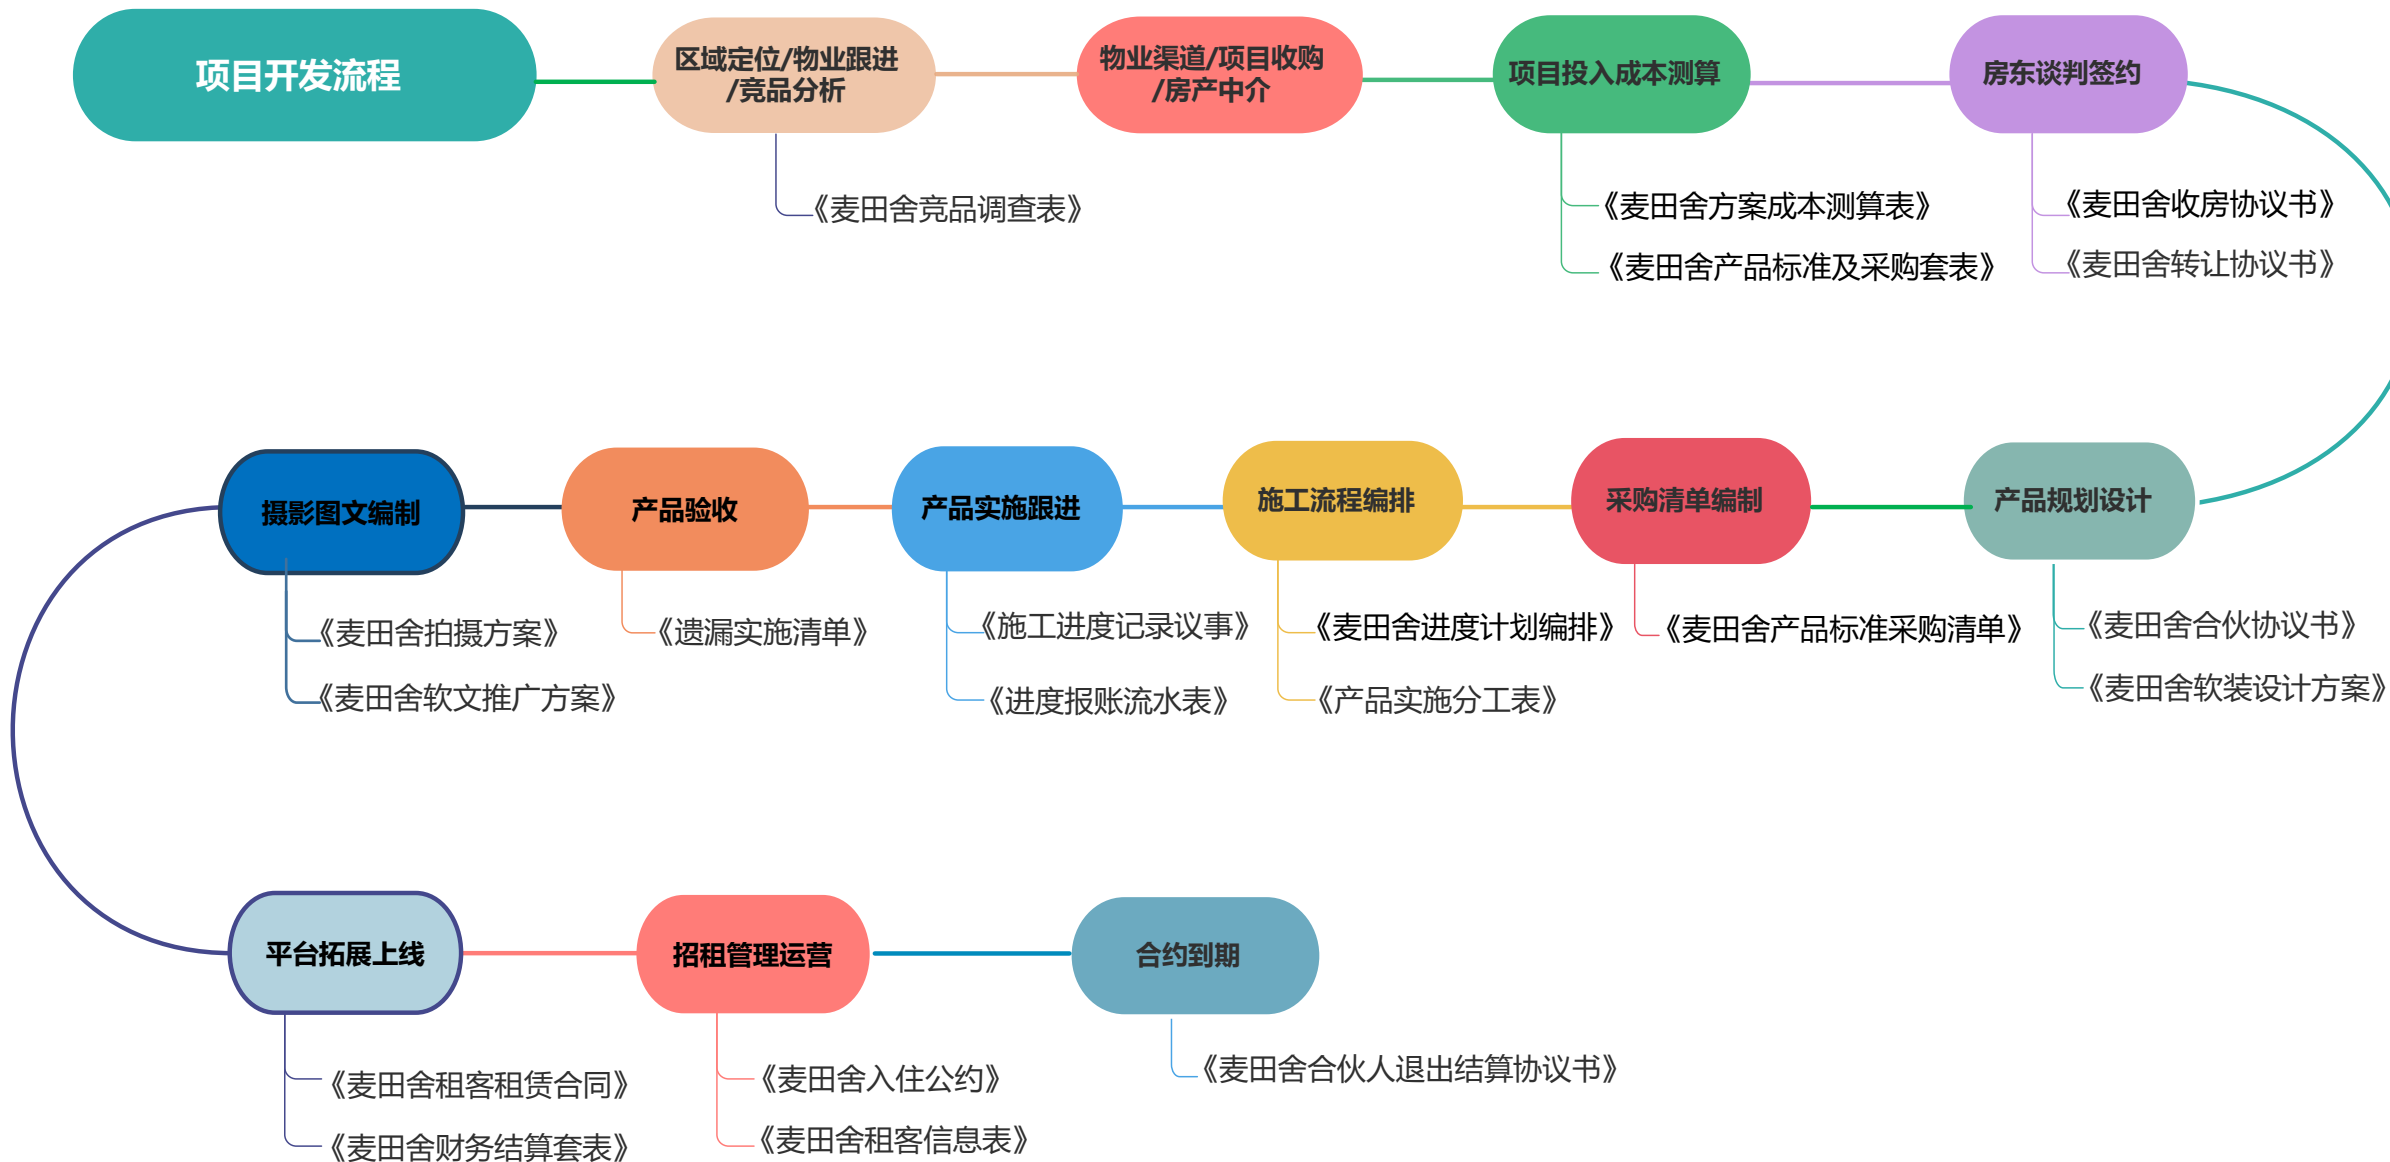 项目开发流程
区域定位/物业跟进
/竞品分析
物业渠道/项目收购
/房产中介
项目投入成本测算
房东谈判签约
《麦田舍竞品调查表》
《麦田舍方案成本测算表》
《麦田舍产品标准及采购套表》
《麦田舍收房协议书》
《麦田舍转让协议书》
产品规划设计
《麦田舍合伙协议书》
《麦田舍软装设计方案》
采购清单编制
《麦田舍产品标准采购清单》
施工流程编排
《麦田舍进度计划编排》
《产品实施分工表》
产品实施跟进
《施工进度记录议事》
《进度报账流水表》
产品验收
《遗漏实施清单》
摄影图文编制
《麦田舍拍摄方案》
《麦田舍软文推广方案》
平台拓展上线
《麦田舍租客租赁合同》
《麦田舍财务结算套表》
招租管理运营
《麦田舍入住公约》
《麦田舍租客信息表》
合约到期
《麦田舍合伙人退出结算协议书》